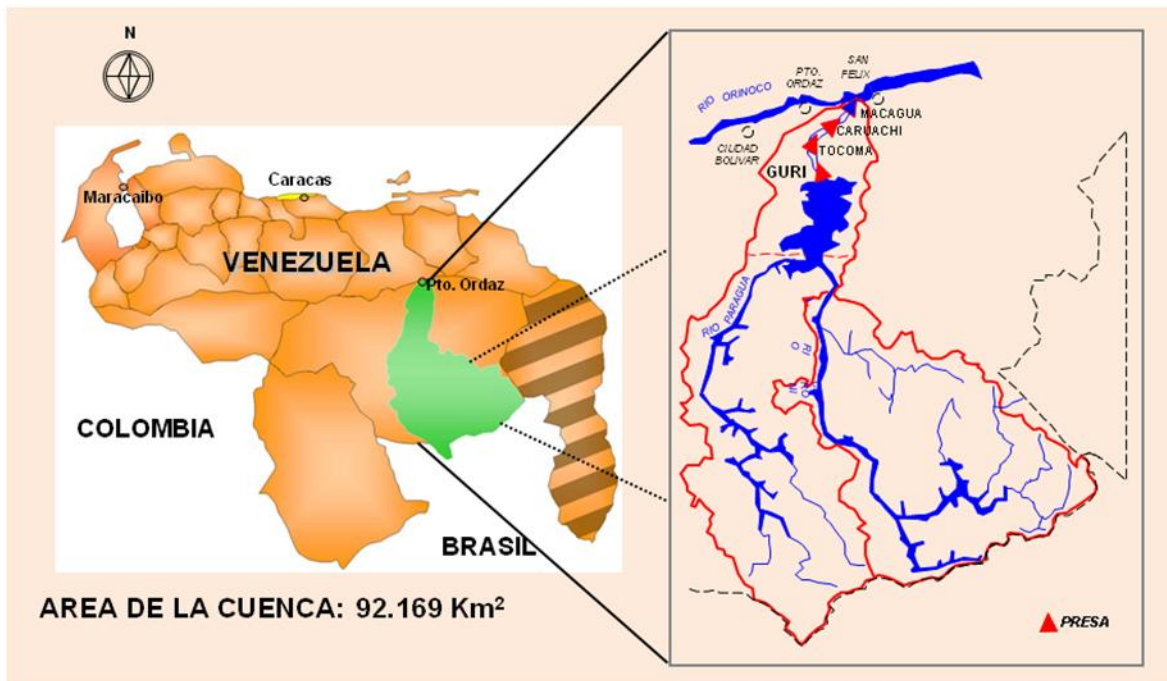 N
Maracaibo
Caracas
VENEZUELA
Pto. Ordaz
COLOMBIA
BRASIL
AREA DE LA CUENCA: 92.169 Km²
RIO ORINOCO
PTO.
ORDAZ
SAN
FELIX
CIUDAD
BOLIVAR
MACAGUA
CARUACHI
TOCOMA
GURI
RIO PARAGUA
RI
O
PRESA